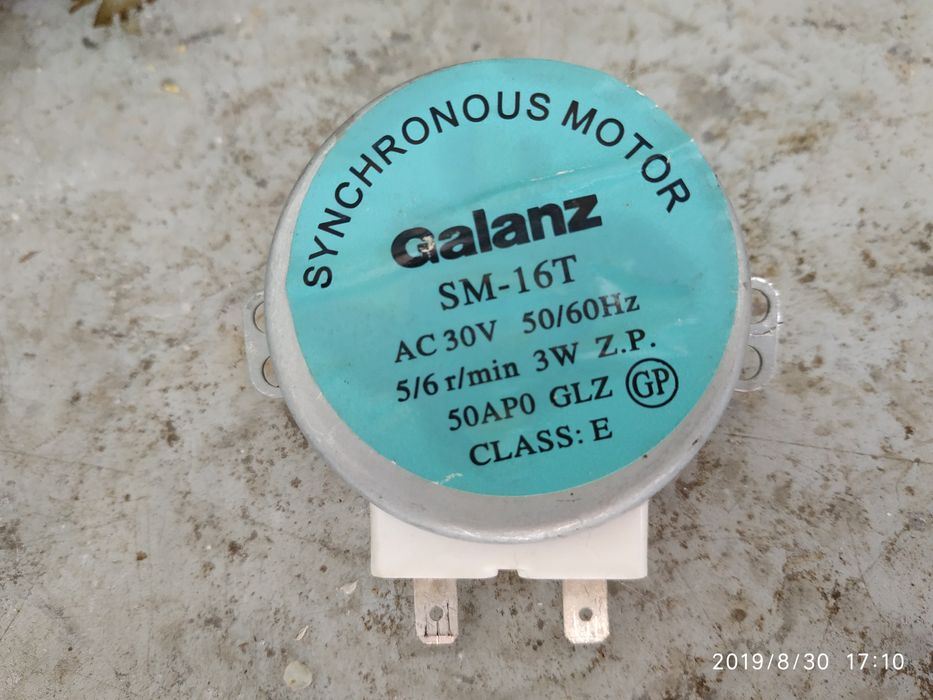 SYNCHRONOUS MOTOR
Galanz
SM-16T
AC 30V 50/60Hz
5/6 r/min 3W Z.P.
50AP0 GLZ GP
CLASS: E
2019/8/30 17:10